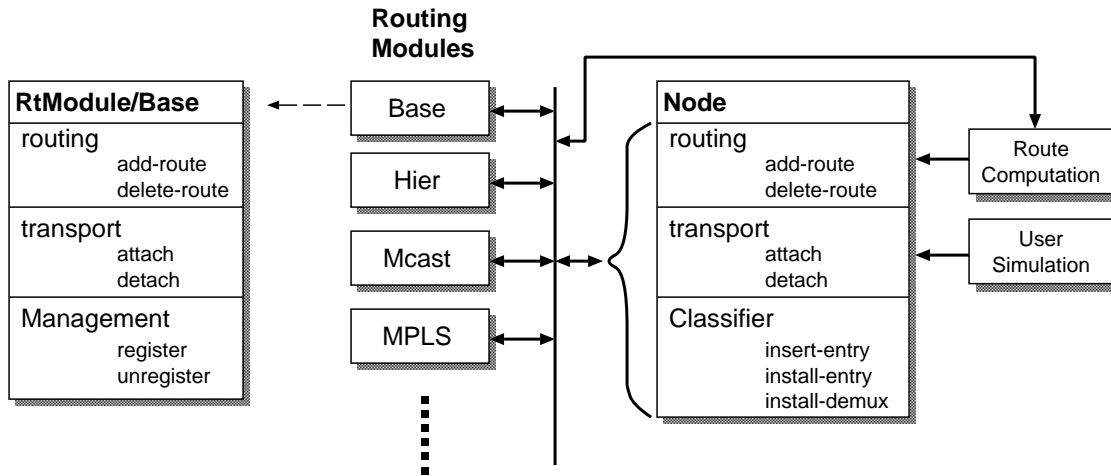 Routing
Modules
RtModule/Base
routing
add-route
delete-route
transport
attach
detach
Management
register
unregister
Base
Hier
Mcast
MPLS
Node
routing
add-route
delete-route
transport
attach
detach
Classifier
insert-entry
install-entry
install-demux
Route
Computation
User
Simulation